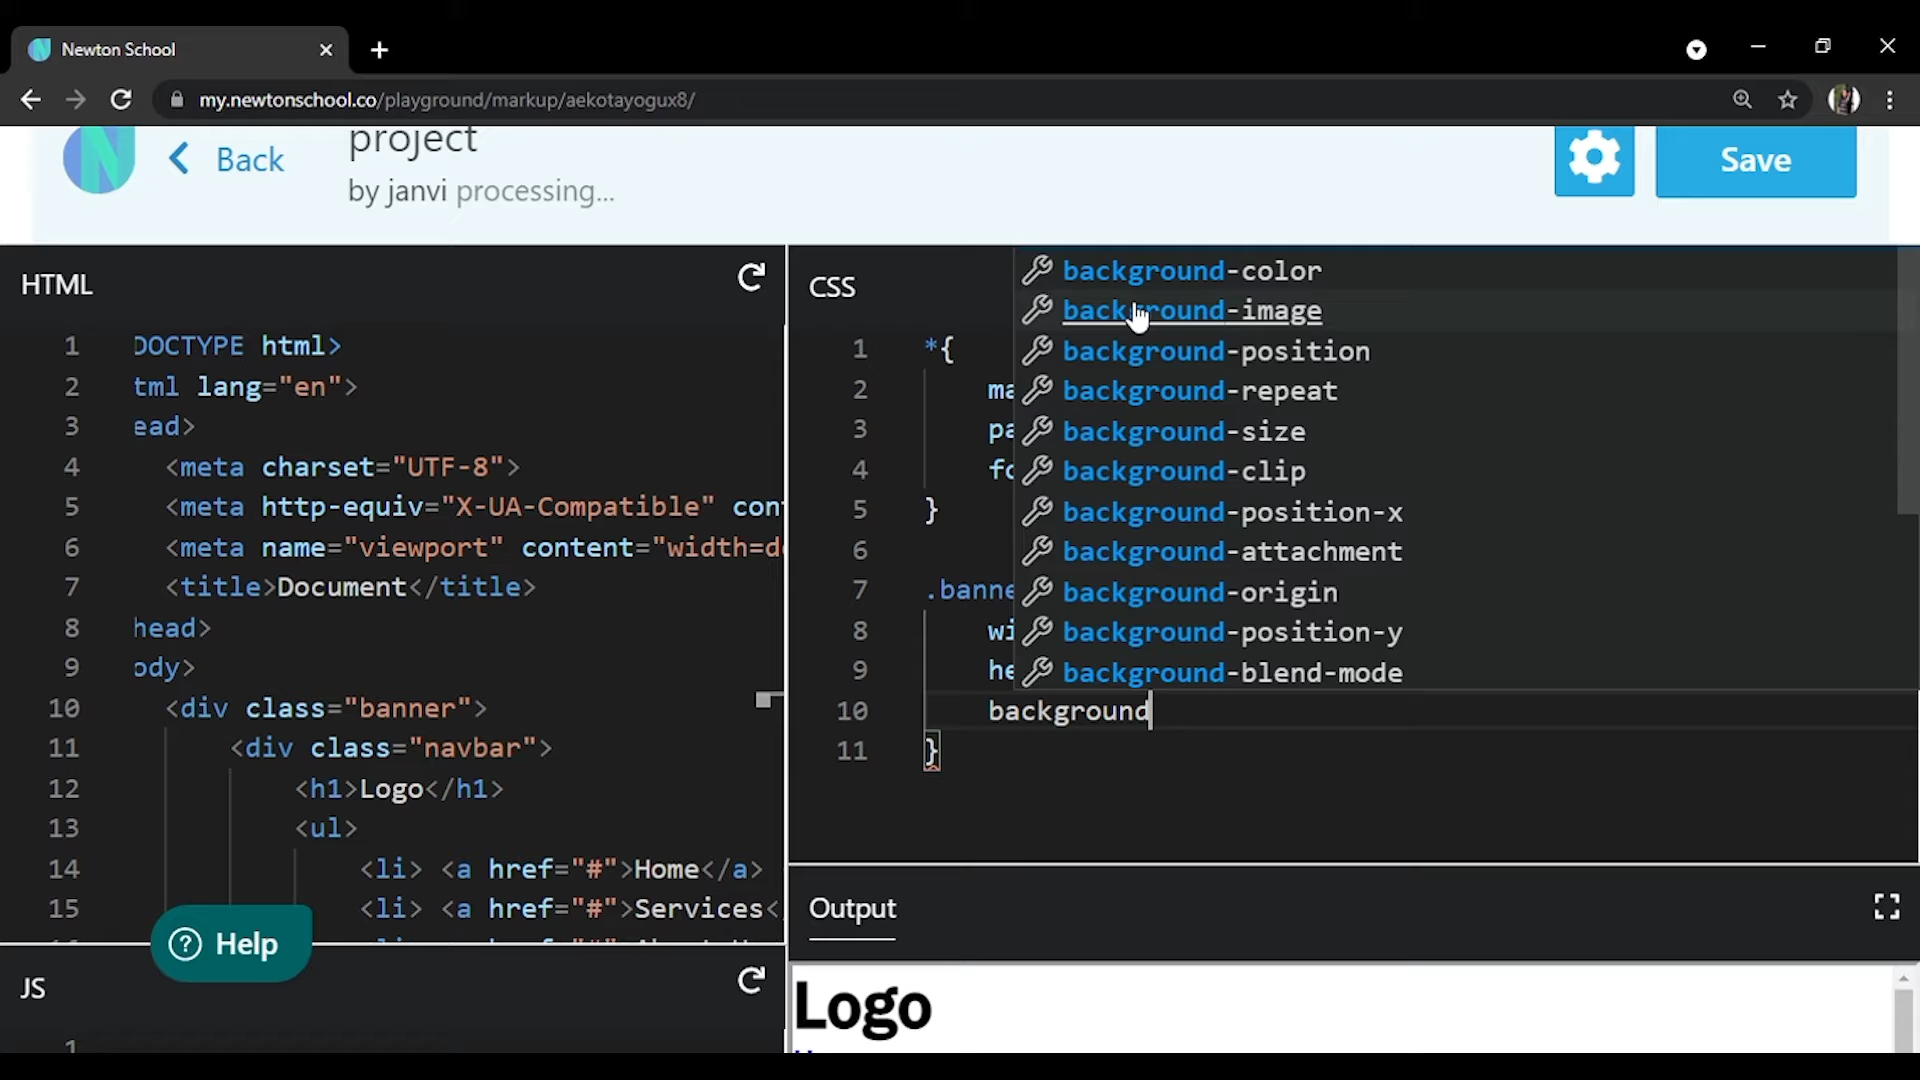 Newton School
my.newtonschool.co/playground/markup/aekotayogux8/
Back
project
by janvi processing...
Save
HTML
1 DOCTYPE html>
2 tml lang="en">
3 ead>
4 <meta charset="UTF-8">
5 <meta http-equiv="X-UA-Compatible" con
6 <meta name="viewport" content="width=d
7 <title>Document</title>
8 head>
9 ody>
10 <div class="banner">
11 <div class="navbar">
12 <h1>Logo</h1>
13 <ul>
14 <li> <a href="#">Home</a>
15 <li> <a href="#">Services<
Help
JS
1
CSS
1 *{
2 ma
3 pa
4 fo
5 }
6
7 .banne
8 wi
9 he
10 background
11 }
background-color
background-image
background-position
background-repeat
background-size
background-clip
background-position-x
background-attachment
background-origin
background-position-y
background-blend-mode
Output
Logo